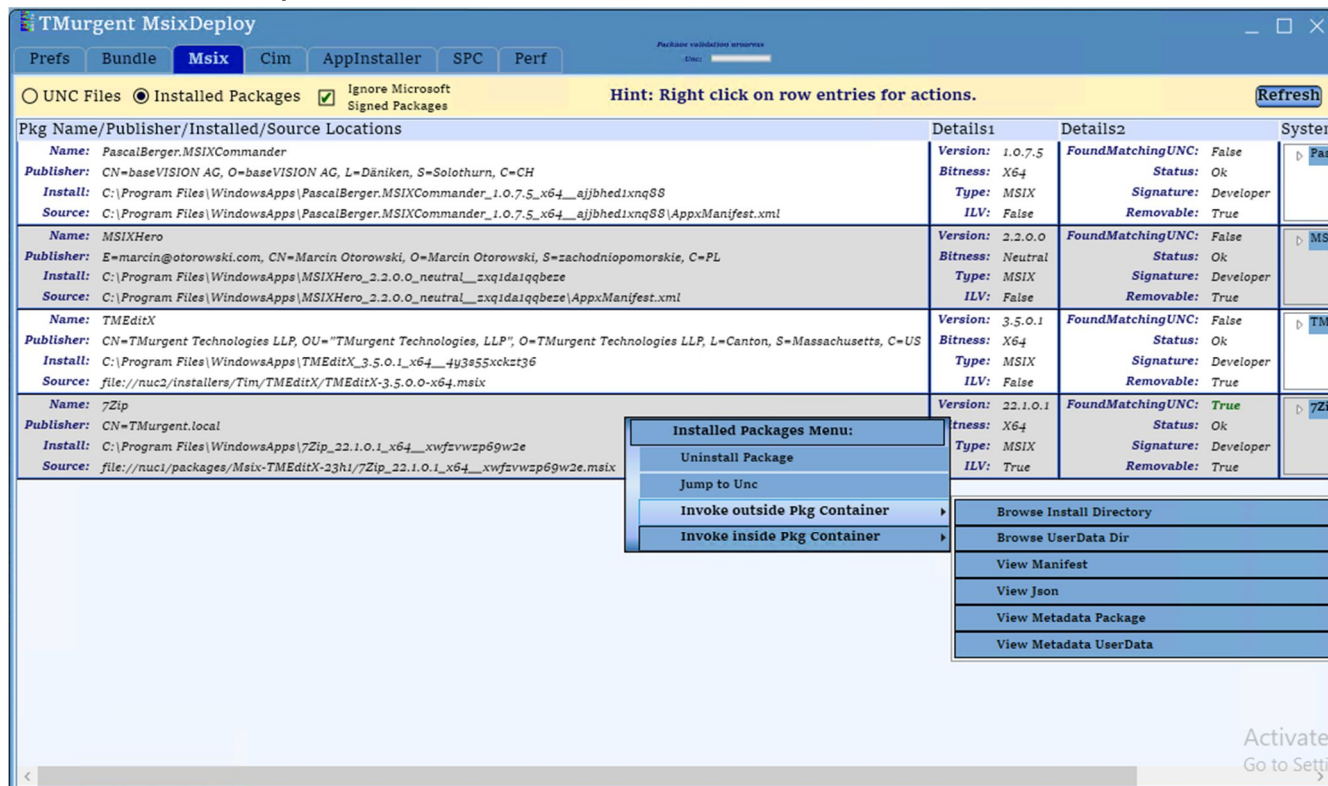 TMurgent MsixDeploy
Prefs Bundle Msix Cim AppInstaller SPC Perf
Package validation progress
Unc:
UNC Files Installed Packages Ignore Microsoft Signed Packages Hint: Right click on row entries for actions. Refresh
Pkg Name/Publisher/Installed/Source Locations Details1 Details2 System
Name: PascalBerger.MSIXCommander Version: 1.0.7.5 FoundMatchingUNC: False Pas
Publisher: CN=baseVISION AG, O=baseVISION AG, L=Däniken, S=Solothurn, C=CH Bitness: X64 Status: Ok
Install: C:\Program Files\WindowsApps\PascalBerger.MSIXCommander_1.0.7.5_x64__ajjbhed1xnq88 Type: MSIX Signature: Developer
Source: C:\Program Files\WindowsApps\PascalBerger.MSIXCommander_1.0.7.5_x64__ajjbhed1xnq88\AppxManifest.xml ILV: False Removable: True
Name: MSIXHero Version: 2.2.0.0 FoundMatchingUNC: False MS
Publisher: E=marcin@otorowski.com, CN=Marcin Otorowski, O=Marcin Otorowski, S=zachodniopomorskie, C=PL Bitness: Neutral Status: Ok
Install: C:\Program Files\WindowsApps\MSIXHero_2.2.0.0_neutral__zxq1da1qqbeze Type: MSIX Signature: Developer
Source: C:\Program Files\WindowsApps\MSIXHero_2.2.0.0_neutral__zxq1da1qqbeze\AppxManifest.xml ILV: False Removable: True
Name: TMEditX Version: 3.5.0.1 FoundMatchingUNC: False TM
Publisher: CN=TMurgent Technologies LLP, OU="TMurgent Technologies, LLP", O=TMurgent Technologies LLP, L=Canton, S=Massachusetts, C=US Bitness: X64 Status: Ok
Install: C:\Program Files\WindowsApps\TMEditX_3.5.0.1_x64__4y3s55xckzt36 Type: MSIX Signature: Developer
Source: file://nuc2/installers/Tim/TMEditX/TMEditX-3.5.0.0-x64.msix ILV: False Removable: True
Name: 7Zip Version: 22.1.0.1 FoundMatchingUNC: True 7Zi
Publisher: CN=TMurgent.local Installed Packages Menu: tness: X64 Status: Ok
Install: C:\Program Files\WindowsApps\7Zip_22.1.0.1_x64__xwfzvwzp69w2e Uninstall Package Type: MSIX Signature: Developer
Source: file://nuc1/packages/Msix-TMEditX-23h1/7Zip_22.1.0.1_x64__xwfzvwzp69w2e.msix ILV: True Removable: True
Jump to Unc
Invoke outside Pkg Container Browse Install Directory
Invoke inside Pkg Container Browse UserData Dir
View Manifest
View Json
View Metadata Package
View Metadata UserData
Activate
Go to Setti